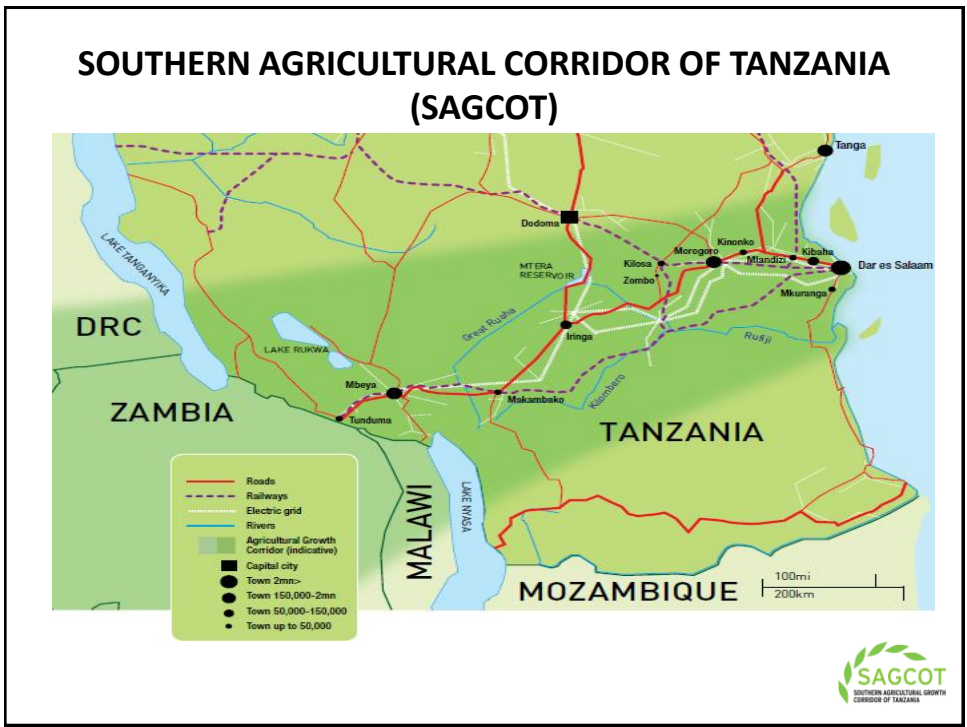 SOUTHERN AGRICULTURAL CORRIDOR OF TANZANIA
(SAGCOT)
Tanga
Dodoma
LAKE TANGANYIKA
Kinonko
Morogoro
Kibaha
Mlandizi
Kilosa
Dar es Salaam
MTERA
RESERVOIR
Zombo
Mkuranga
DRC
Great Ruaha
Iringa
Rufiji
LAKE RUKWA
Mbeya
Kilombero
Makambako
ZAMBIA
Tunduma
TANZANIA
Roads
Railways
Electric grid
Rivers
Agricultural Growth
Corridor (indicative)
Capital city
Town 2mn>
Town 150,000-2mn
Town 50,000-150,000
Town up to 50,000
MALAWI
LAKE NYASA
MOZAMBIQUE
100mi
200km
SAGCOT
SOUTHERN AGRICULTURAL GROWTH
CORRIDOR OF TANZANIA